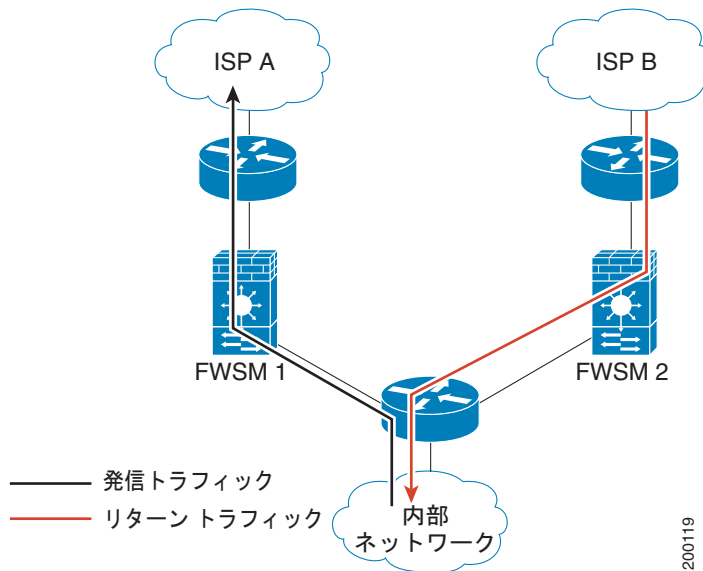 ISP A
ISP B
FWSM 1
FWSM 2
発信トラフィック
リターン トラフィック
内部
ネットワーク
200119